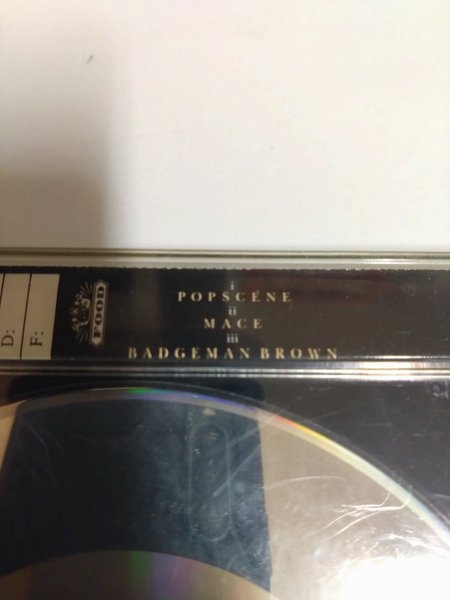 D:
F:
FOOD
i
POPSCENE
ii
MACE
iii
BADGEMAN BROWN